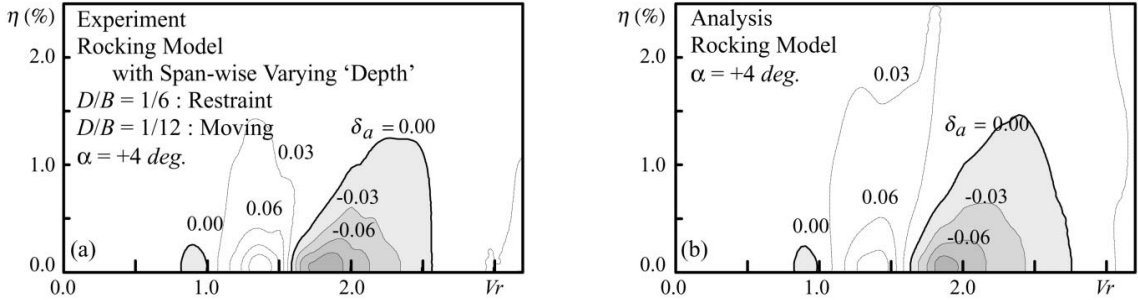 η (%)
2.0
1.0
0.0
Experiment
Rocking Model
with Span-wise Varying ‘Depth’
D/B = 1/6 : Restraint
D/B = 1/12 : Moving
α = +4 deg.
δa = 0.00
0.03
0.00
0.06
-0.03
-0.06
(a)
0.0
1.0
2.0
Vr
η (%)
2.0
1.0
0.0
Analysis
Rocking Model
α = +4 deg.
0.03
δa = 0.00
0.06
0.00
-0.03
-0.06
(b)
0.0
1.0
2.0
Vr